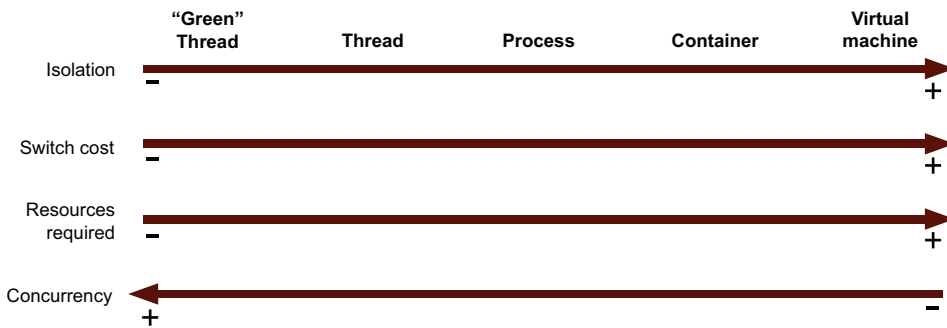 “Green”
Thread
Thread
Process
Container
Virtual
machine
Isolation
-
+
Switch cost
-
+
Resources
required
-
+
Concurrency
+
-